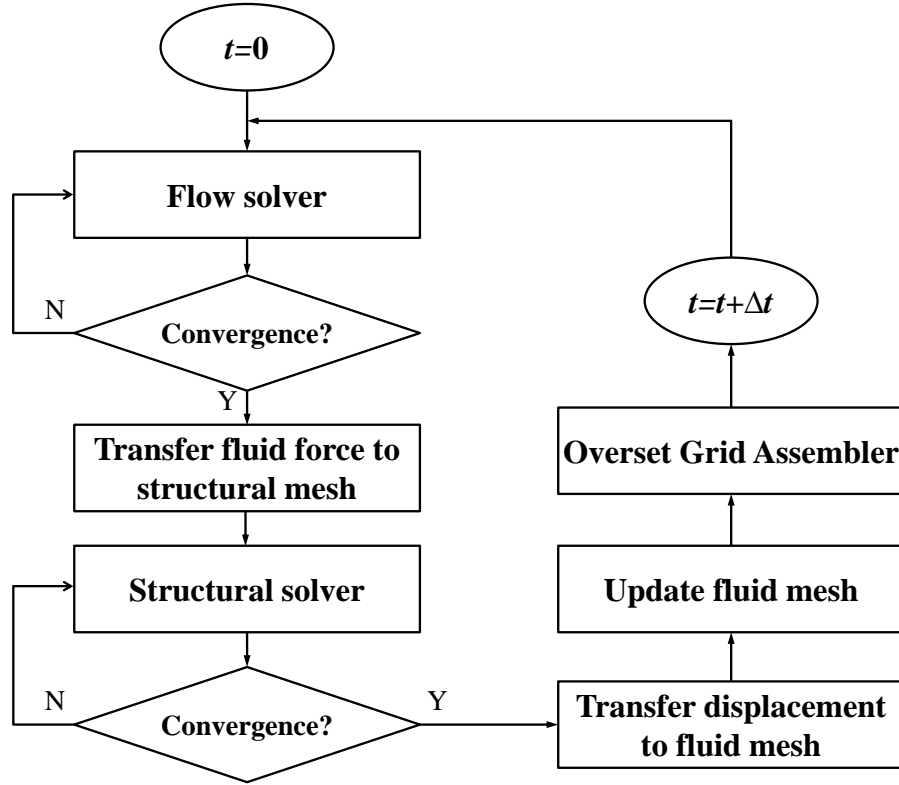 t=0
Flow solver
N
Convergence?
Y
Transfer fluid force to
structural mesh
Structural solver
N
Convergence?
Y
Transfer displacement
to fluid mesh
Update fluid mesh
Overset Grid Assembler
t=t+Δt